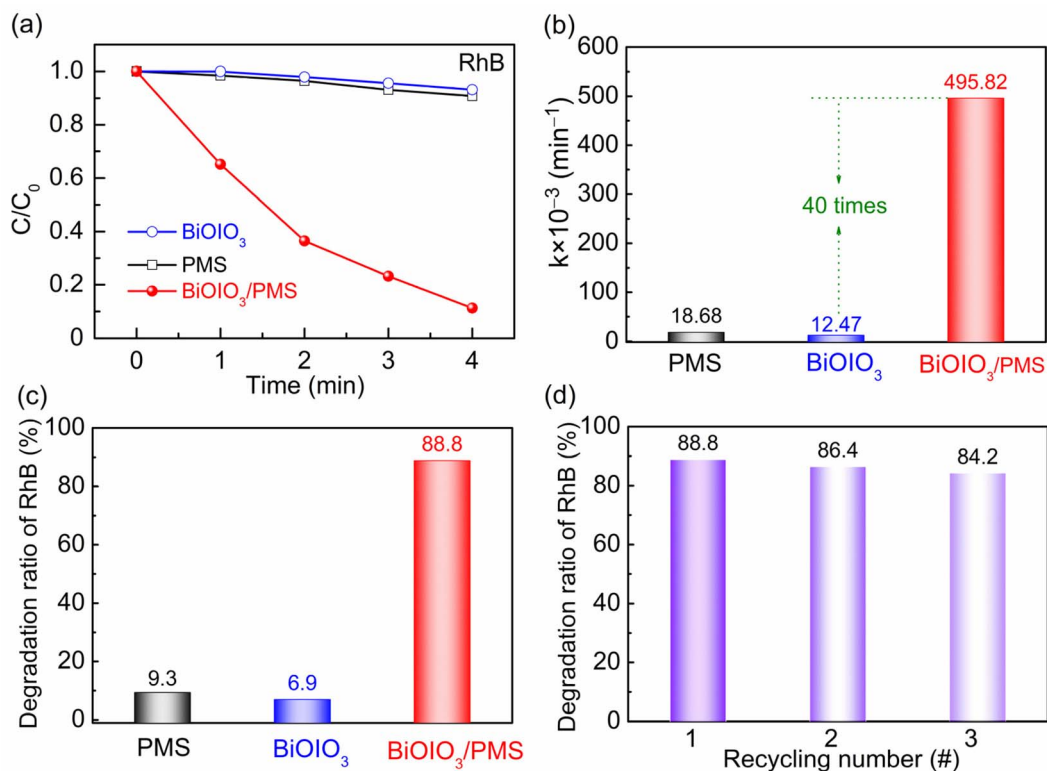 (a)
RhB
1.0
0.8
0.6
0.4
0.2
0
C/C₀
BiOIO₃
PMS
BiOIO₃/PMS
0 1 2 3 4
Time (min)
(b)
600
500
400
300
200
100
0
k×10⁻³ (min⁻¹)
495.82
40 times
18.68
12.47
PMS BiOIO₃ BiOIO₃/PMS
(c)
100
80
60
40
20
0
Degradation ratio of RhB (%)
88.8
9.3
6.9
PMS BiOIO₃ BiOIO₃/PMS
(d)
100
80
60
40
20
0
Degradation ratio of RhB (%)
88.8
86.4
84.2
1 2 3
Recycling number (#)